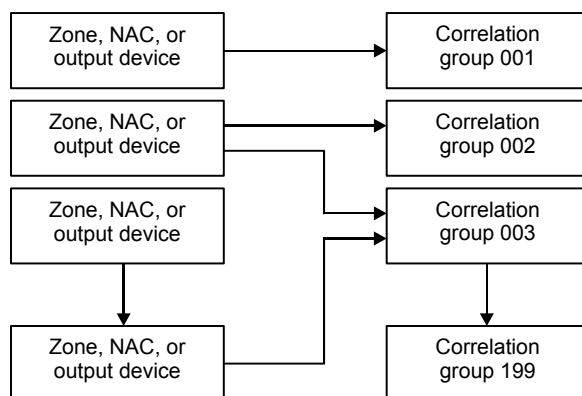 Zone, NAC, or
output device
Correlation
group 001
Zone, NAC, or
output device
Correlation
group 002
Zone, NAC, or
output device
Correlation
group 003
Zone, NAC, or
output device
Correlation
group 199